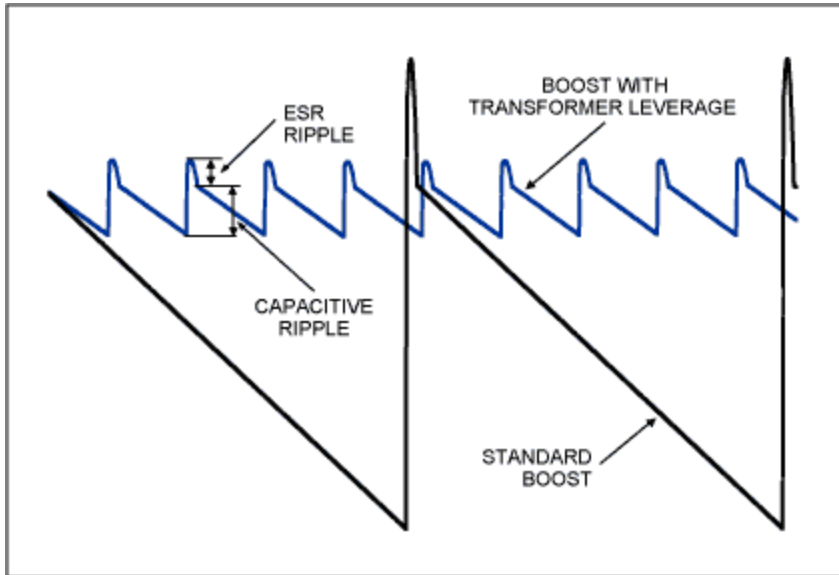 ESR
RIPPLE
BOOST WITH
TRANSFORMER LEVERAGE
CAPACITIVE
RIPPLE
STANDARD
BOOST